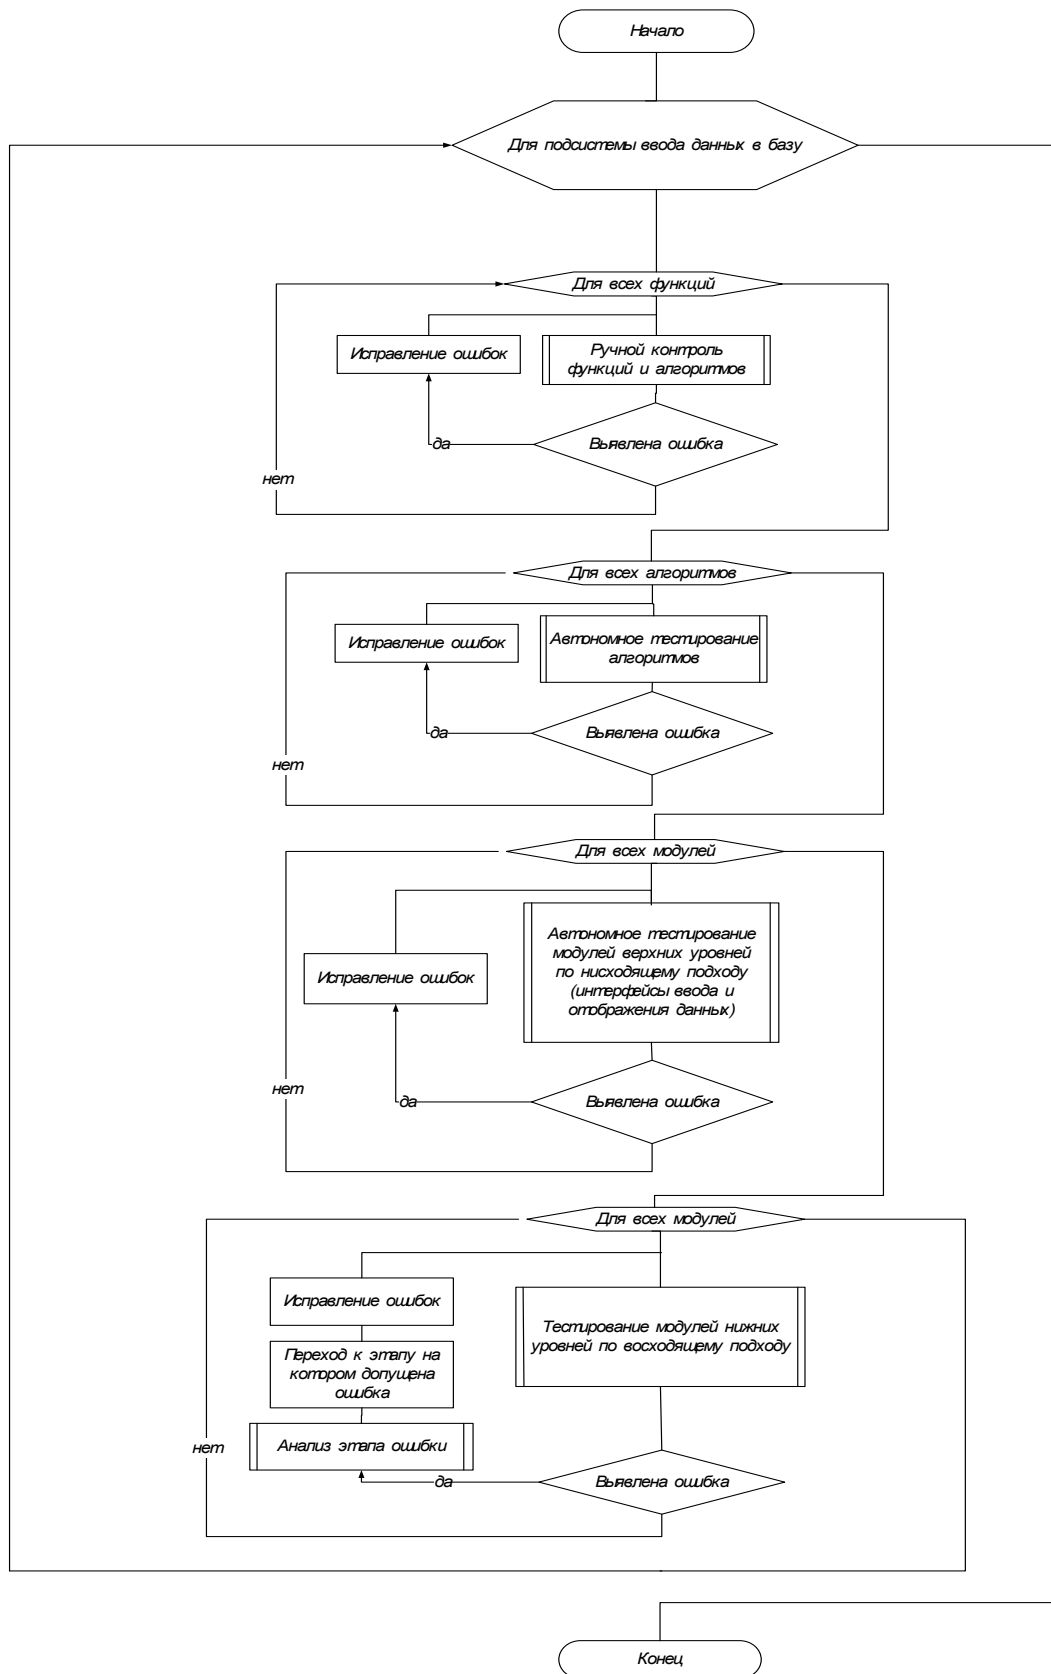 Начало
Для подсистемы ввода данных в базу
Для всех функций
Исправление ошибок
Ручной контроль
функций и алгоритмов
да
Выявлена ошибка
нет
Для всех алгоритмов
Исправление ошибок
Автономное тестирование
алгоритмов
да
Выявлена ошибка
нет
Для всех модулей
Автономное тестирование
модулей верхних уровней
по нисходящему подходу
(интерфейсы ввода и
отображения данных)
Исправление ошибок
нет
да
Выявлена ошибка
Для всех модулей
Исправление ошибок
Тестирование модулей нижних
уровней по восходящему подходу
Переход к этапу на
котором допущена
ошибка
нет
Анализ этапа ошибки
да
Выявлена ошибка
Конец